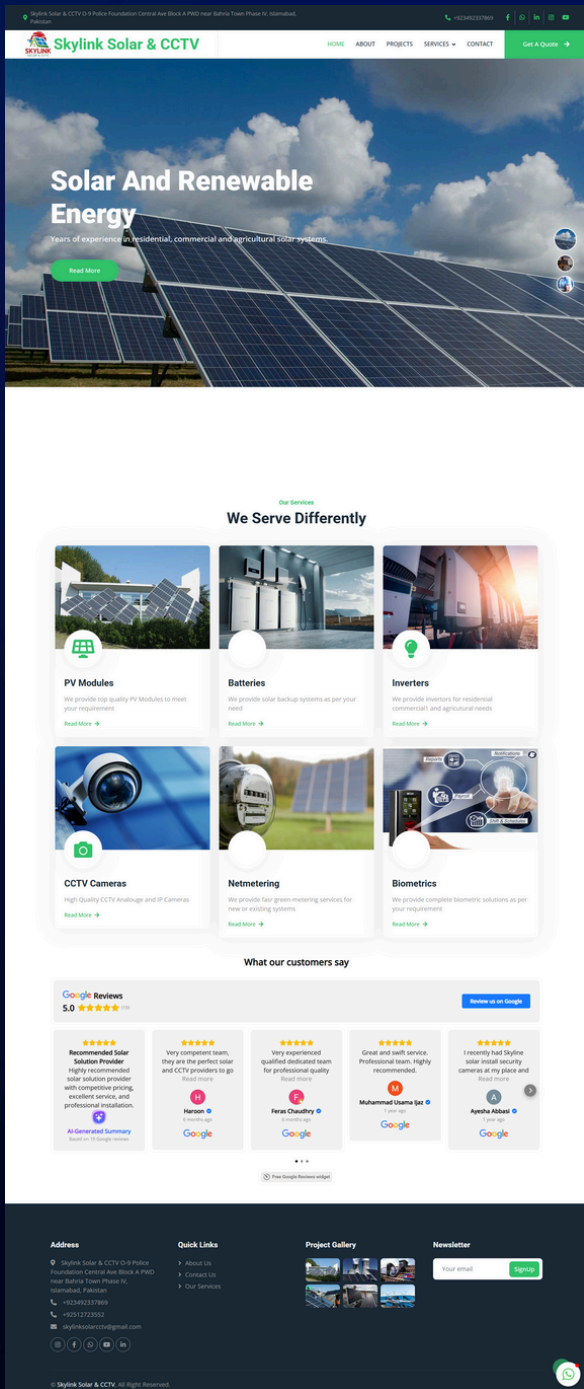 Skylink Solar & CCTV O-9 Police Foundation Central Ave Block A PWD near Bahria Town Phase IV, Islamabad,
Pakistan
+923492337869
SKYLINK
SOLAR & CCTV
Skylink Solar & CCTV
HOME
ABOUT
PROJECTS
SERVICES
CONTACT
Get A Quote
Solar And Renewable
Energy
Years of experience in residential, commercial and agricultural solar systems.
Read More
Our Services
We Serve Differently
PV Modules
We provide top quality PV Modules to meet
your requirement
Read More
Batteries
We provide solar backup systems as per your
need
Read More
Inverters
We provide invertors for residential
commercial1 and agricutural needs
Read More
CCTV Cameras
High Quality CCTV Analouge and IP Cameras
Read More
Netmetering
We provide fasr green-metering services for
new or existing systems
Read More
Reports
Notifications
Payroll
Shift & Schedules
Biometrics
We provide complete biometric solutions as per
your requirement
Read More
What our customers say
Google Reviews
5.0
Review us on Google
Recommended Solar
Solution Provider
Highly recommended
solar solution provider
with competitive pricing,
excellent service, and
professional installation.
AI-Generated Summary
Based on 19 Google reviews
Very competent team,
they are the perfect solar
and CCTV providers to go
Read more
H
Haroon
6 months ago
Google
Very experienced
qualified dedicated team
for professional quality
Read more
F
Feras Chaudhry
6 months ago
Google
Great and swift service.
Professional team. Highly
recommended.
M
Muhammad Usama Ijaz
1 year ago
Google
I recently had Skyline
solar install security
cameras at my place and
Read more
A
Ayesha Abbasi
1 year ago
Google
Free Google Reviews widget
Address
Skylink Solar & CCTV O-9 Police
Foundation Central Ave Block A PWD
near Bahria Town Phase IV,
Islamabad, Pakistan
+923492337869
+92512723552
skylinksolarcctv@gmail.com
Quick Links
About Us
Contact Us
Our Services
Project Gallery
Newsletter
Your email
SignUp
© Skylink Solar & CCTV, All Right Reserved.